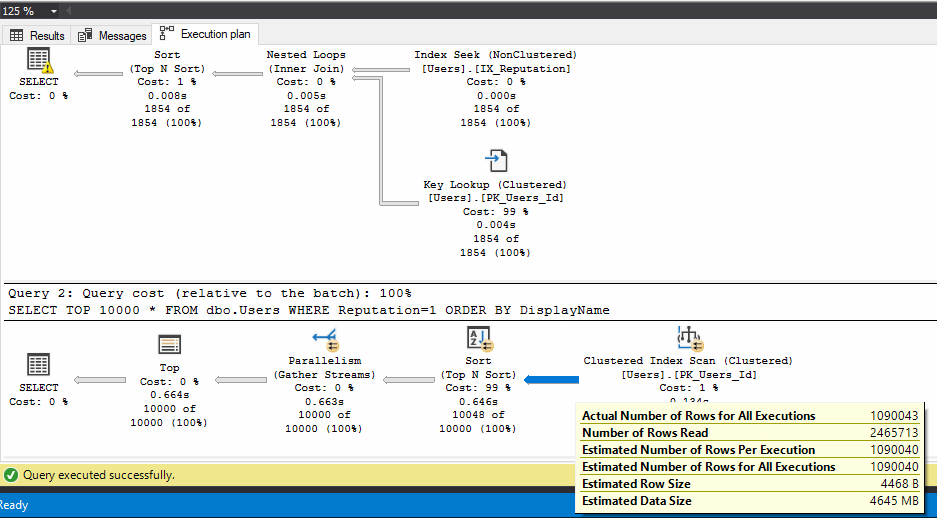 125 %
Results
Messages
Execution plan
SELECT
Cost: 0 %
Sort
(Top N Sort)
Cost: 1 %
0.008s
1854 of
1854 (100%)
Nested Loops
(Inner Join)
Cost: 0 %
0.005s
1854 of
1854 (100%)
Index Seek (NonClustered)
[Users].[IX_Reputation]
Cost: 0 %
0.000s
1854 of
1854 (100%)
Key Lookup (Clustered)
[Users].[PK_Users_Id]
Cost: 99 %
0.004s
1854 of
1854 (100%)
Query 2: Query cost (relative to the batch): 100%
SELECT TOP 10000 * FROM dbo.Users WHERE Reputation=1 ORDER BY DisplayName
SELECT
Cost: 0 %
Top
Cost: 0 %
0.664s
10000 of
10000 (100%)
Parallelism
(Gather Streams)
Cost: 0 %
0.663s
10000 of
10000 (100%)
Sort
(Top N Sort)
Cost: 99 %
0.646s
10048 of
10000 (100%)
Clustered Index Scan (Clustered)
[Users].[PK_Users_Id]
Cost: 1 %
0.134s
Actual Number of Rows for All Executions 1090043
Number of Rows Read 2465713
Estimated Number of Rows Per Execution 1090040
Estimated Number of Rows for All Executions 1090040
Estimated Row Size 4468 B
Estimated Data Size 4645 MB
Query executed successfully.
Ready